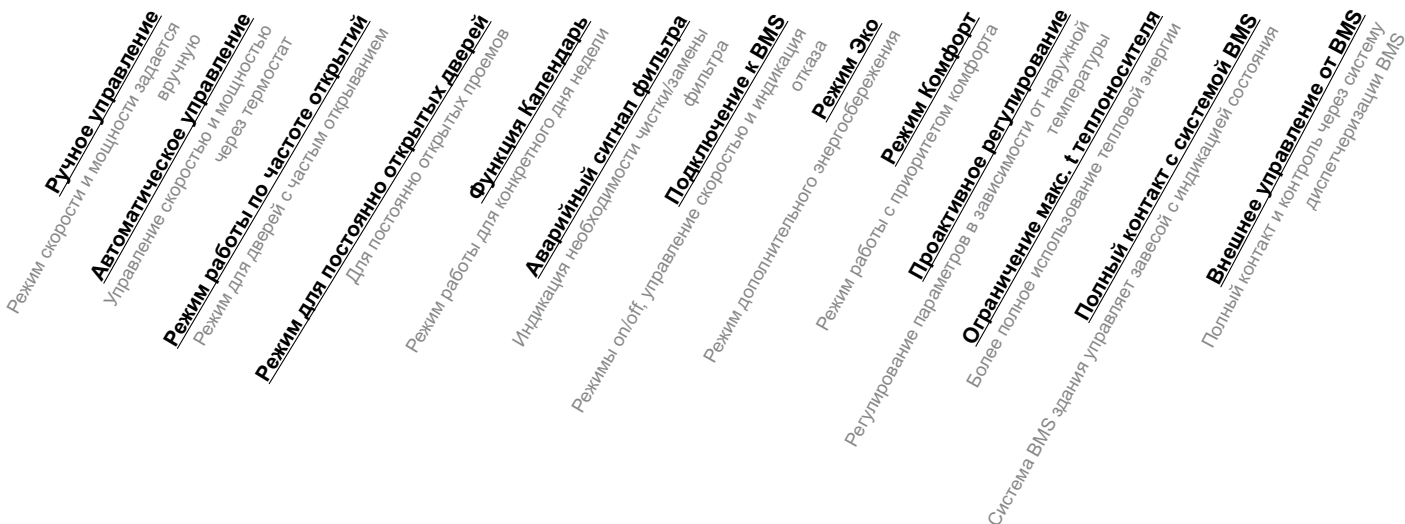 Ручное управление
Режим скорости и мощности задается
вручную
Автоматическое управление
Управление скоростью и мощностью
через термостат
Режим работы по частоте открытий
Режим для дверей с частым открыванием
Режим для постоянно открытых дверей
Для постоянно открытых проемов
Функция Календарь
Режим работы для конкретного дня недели
Аварийный сигнал фильтра
Индикация необходимости чистки/замены
фильтра
Подключение к BMS
Режимы on/off, управление скоростью и индикация
отказа
Режим Эко
Режим дополнительного энергосбережения
Режим Комфорт
Режим работы с приоритетом комфорта
Проактивное регулирование
Регулирование параметров в зависимости от наружной
температуры
Ограничение макс. t теплоносителя
Более полное использование тепловой энергии
Полный контакт с системой BMS
Система BMS здания управляет завесой с индикацией состояния
Внешнее управление от BMS
Полный контакт и контроль через систему
диспетчеризации BMS